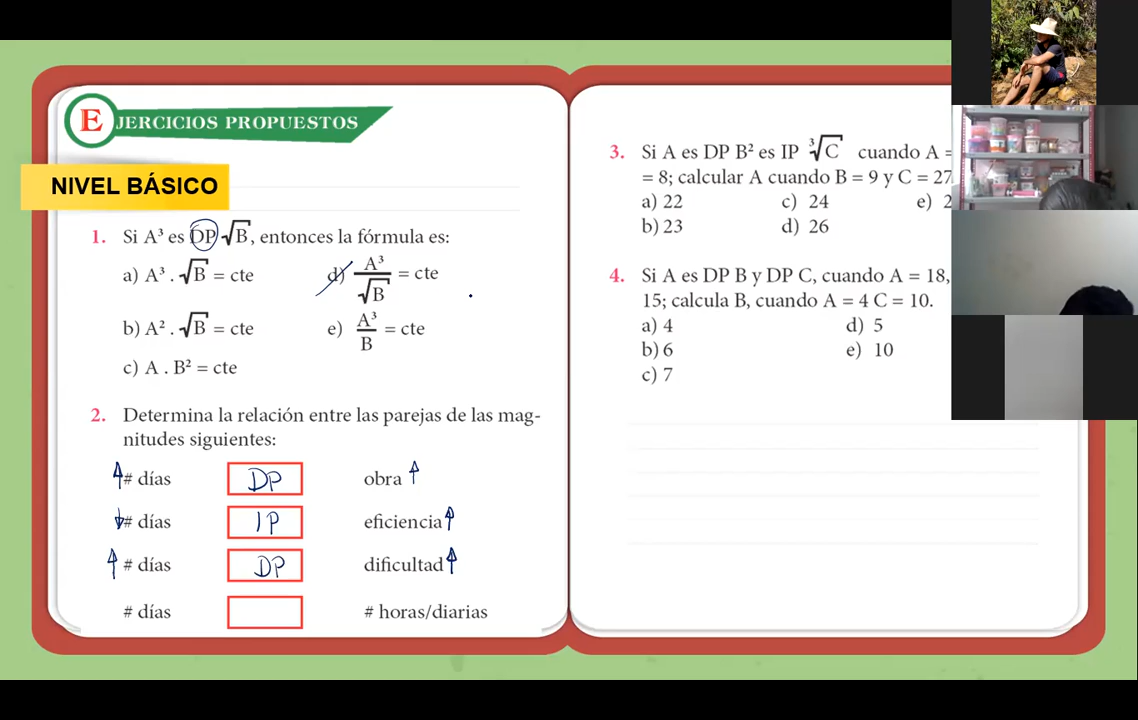 EJERCICIOS PROPUESTOS
NIVEL BÁSICO
1. Si A³ es DP √B, entonces la fórmula es:
a) A³ . √B = cte
d) A³/√B = cte
b) A² . √B = cte
e) A³/B = cte
c) A . B² = cte
2. Determina la relación entre las parejas de las mag-
nitudes siguientes:
# días DP obra
# días IP eficiencia
# días DP dificultad
# días # horas/diarias
3. Si A es DP B² es IP ∛C cuando A =
= 8; calcular A cuando B = 9 y C = 27
a) 22 c) 24 e) 2
b) 23 d) 26
4. Si A es DP B y DP C, cuando A = 18,
15; calcula B, cuando A = 4 C = 10.
a) 4 d) 5
b) 6 e) 10
c) 7